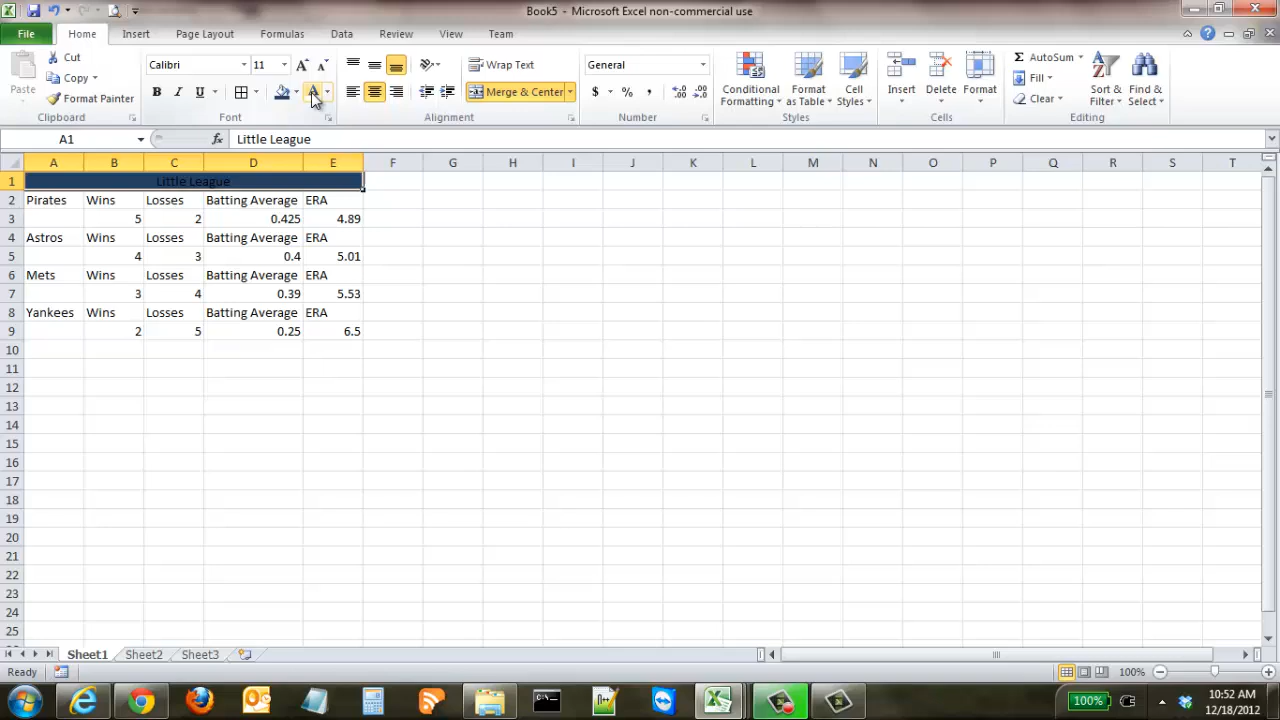 Book5 - Microsoft Excel non-commercial use
File Home Insert Page Layout Formulas Data Review View Team
Cut
Copy
Format Painter
Paste
Clipboard
Calibri 11
B I U
Font
Wrap Text
Merge & Center
Alignment
General
$ % ,
Number
Conditional Formatting
Format as Table
Cell Styles
Styles
Insert
Delete
Format
Cells
AutoSum
Fill
Clear
Sort & Filter
Find & Select
Editing
A1 fx Little League
A B C D E F G H I J K L M N O P Q R S T
1 Little League
2 Pirates Wins Losses Batting Average ERA
3 5 2 0.425 4.89
4 Astros Wins Losses Batting Average ERA
5 4 3 0.4 5.01
6 Mets Wins Losses Batting Average ERA
7 3 4 0.39 5.53
8 Yankees Wins Losses Batting Average ERA
9 2 5 0.25 6.5
10
11
12
13
14
15
16
17
18
19
20
21
22
23
24
25
Sheet1 Sheet2 Sheet3
Ready 100%
100% 10:52 AM
12/18/2012